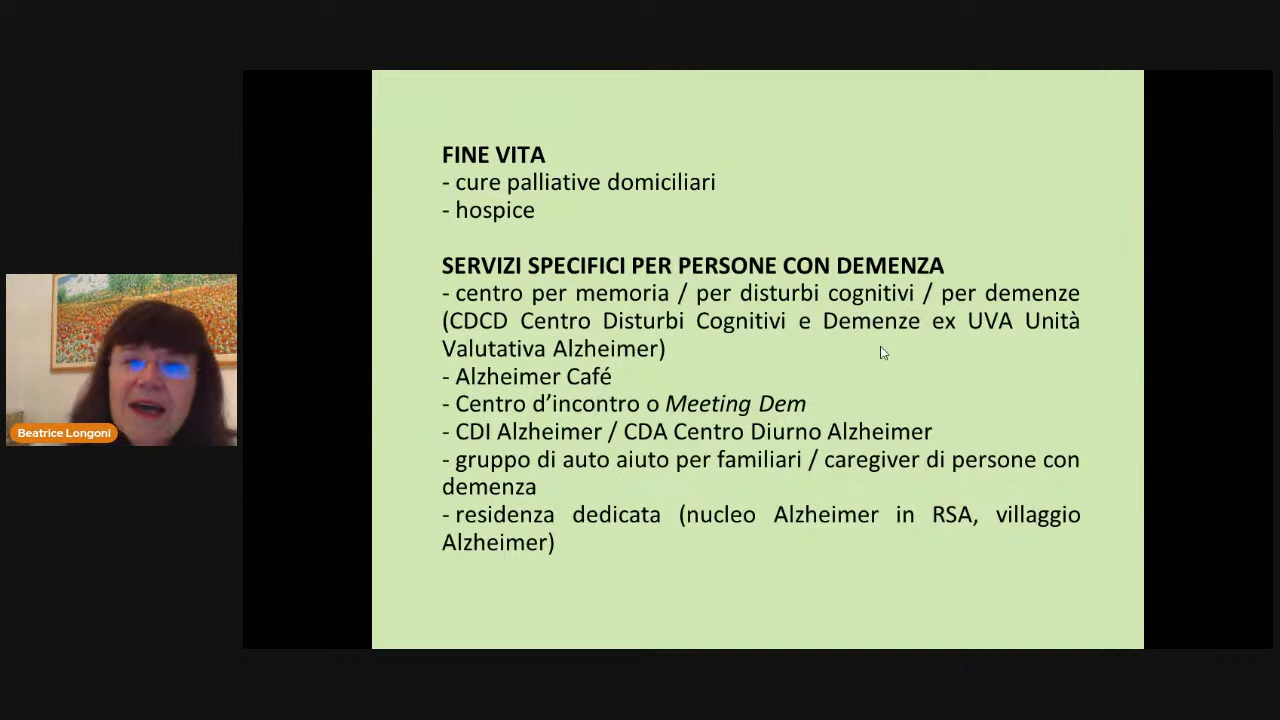 FINE VITA
- cure palliative domiciliari
- hospice
SERVIZI SPECIFICI PER PERSONE CON DEMENZA
- centro per memoria / per disturbi cognitivi / per demenze
(CDCD Centro Disturbi Cognitivi e Demenze ex UVA Unità
Valutativa Alzheimer)
- Alzheimer Café
- Centro d’incontro o Meeting Dem
- CDI Alzheimer / CDA Centro Diurno Alzheimer
- gruppo di auto aiuto per familiari / caregiver di persone con
demenza
- residenza dedicata (nucleo Alzheimer in RSA, villaggio
Alzheimer)
Beatrice Longoni